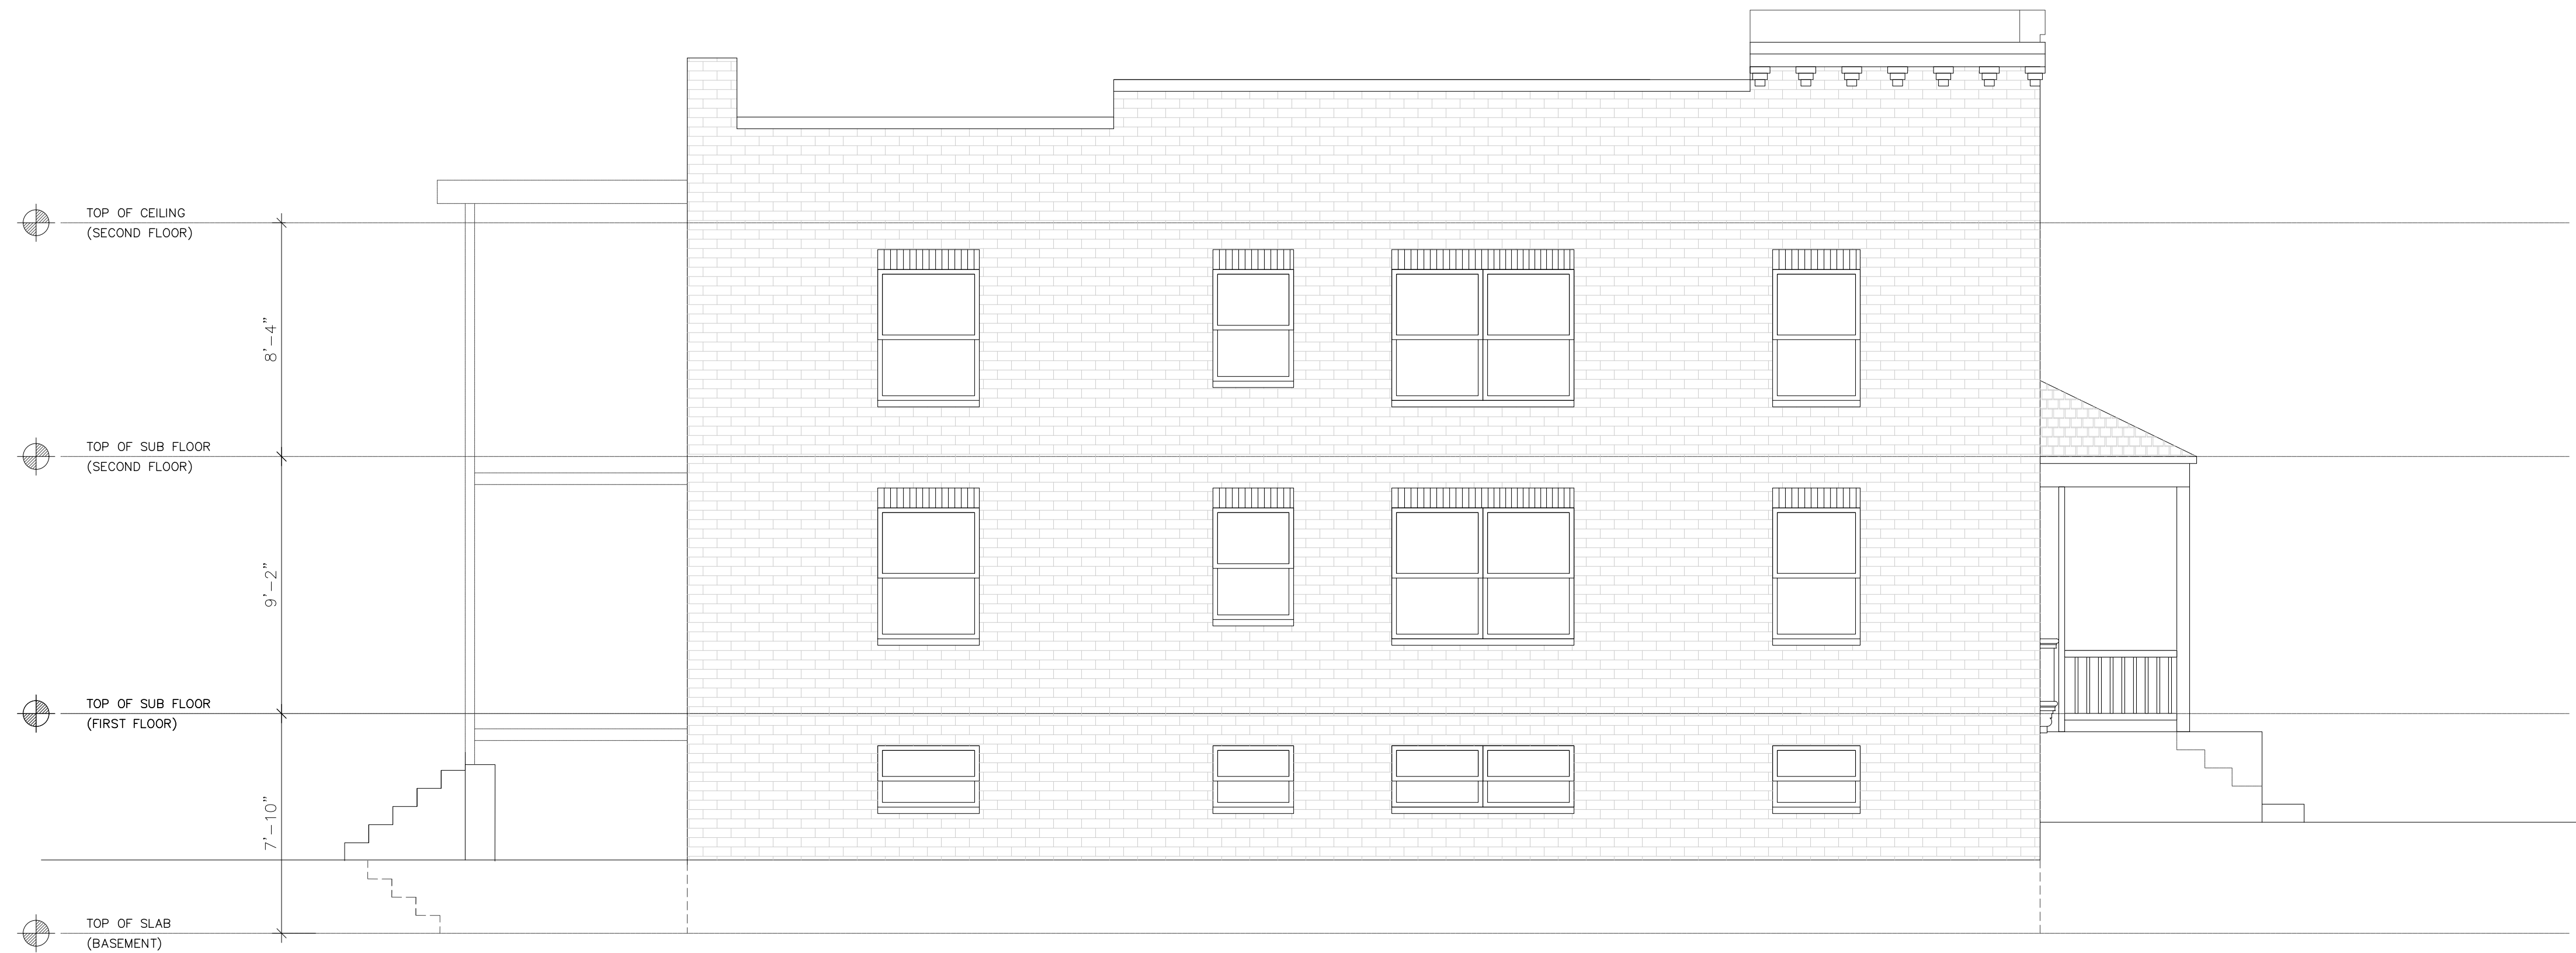 TOP OF CEILING
(SECOND FLOOR)
8'-4"
TOP OF SUB FLOOR
(SECOND FLOOR)
9'-2"
TOP OF SUB FLOOR
(FIRST FLOOR)
7'-10"
TOP OF SLAB
(BASEMENT)